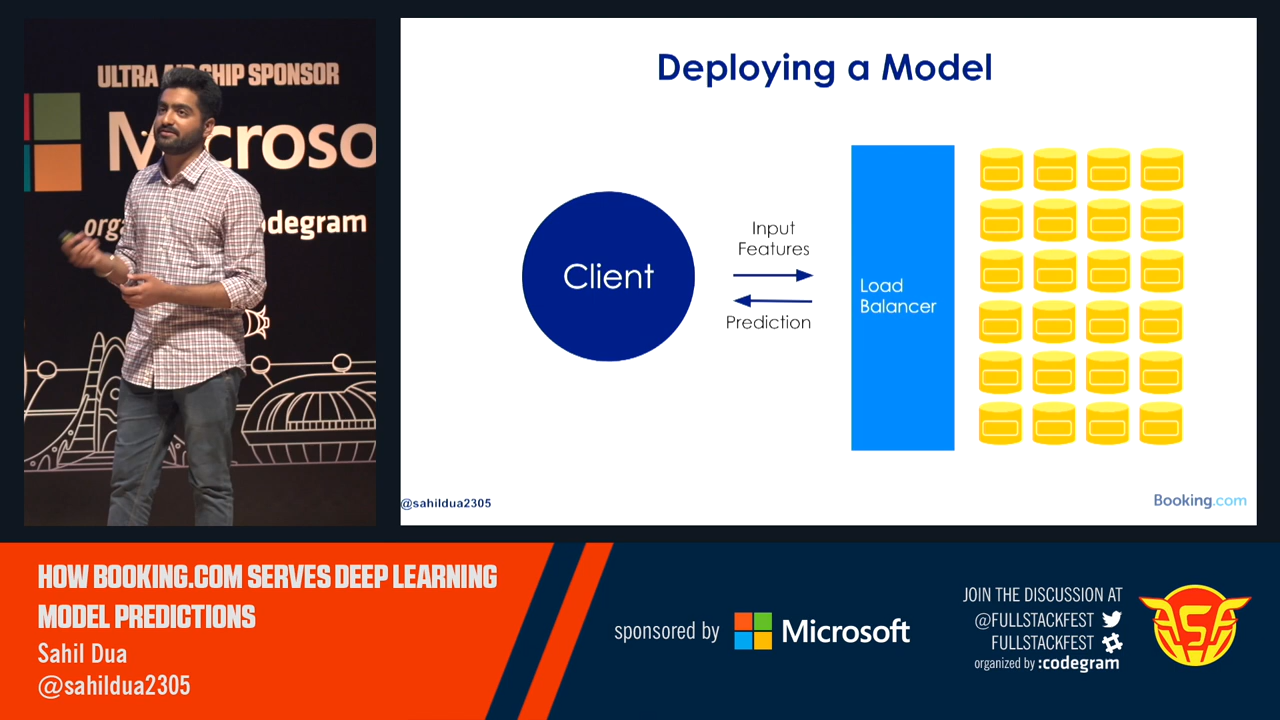 ULTRA AIRSHIP SPONSOR
Microso
orga
codegram
Deploying a Model
Client
Input
Features
Prediction
Load
Balancer
@sahildua2305
Booking.com
HOW BOOKING.COM SERVES DEEP LEARNING
MODEL PREDICTIONS
Sahil Dua
@sahildua2305
sponsored by Microsoft
JOIN THE DISCUSSION AT
@FULLSTACKFEST
FULLSTACKFEST
organized by :codegram
FSF